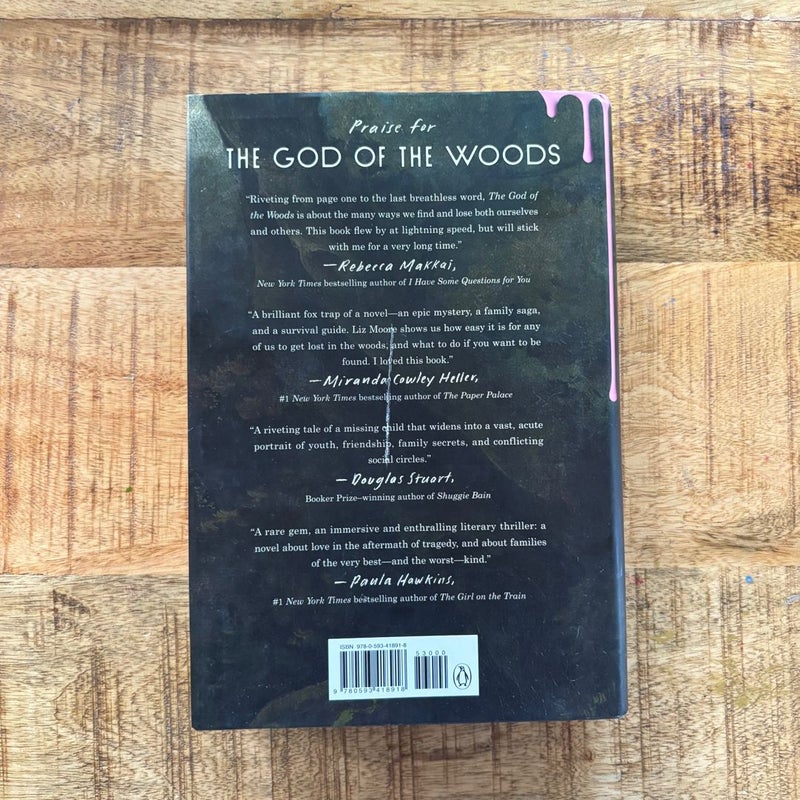 Praise for
THE GOD OF THE WOODS
“Riveting from page one to the last breathless word, The God of
the Woods is about the many ways we find and lose both ourselves
and others. This book flew by at lightning speed, but will stick
with me for a very long time.”
—Rebecca Makkai,
New York Times bestselling author of I Have Some Questions for You
“A brilliant fox trap of a novel—an epic mystery, a family saga,
and a survival guide. Liz Moore shows us how easy it is for any
of us to get lost in the woods, and what to do if you want to be
found. I loved this book.”
—Miranda Cowley Heller,
#1 New York Times bestselling author of The Paper Palace
“A riveting tale of a missing child that widens into a vast, acute
portrait of youth, friendship, family secrets, and conflicting
social circles.”
—Douglas Stuart,
Booker Prize–winning author of Shuggie Bain
“A rare gem, an immersive and enthralling literary thriller: a
novel about love in the aftermath of tragedy, and about families
of the very best—and the worst—kind.”
—Paula Hawkins,
#1 New York Times bestselling author of The Girl on the Train
ISBN 978-0-593-41891-8
53000
9 780593 418918